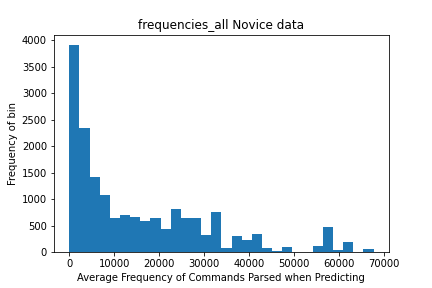 frequencies_all Novice data
Frequency of bin
4000
3500
3000
2500
2000
1500
1000
500
0
0 10000 20000 30000 40000 50000 60000 70000
Average Frequency of Commands Parsed when Predicting